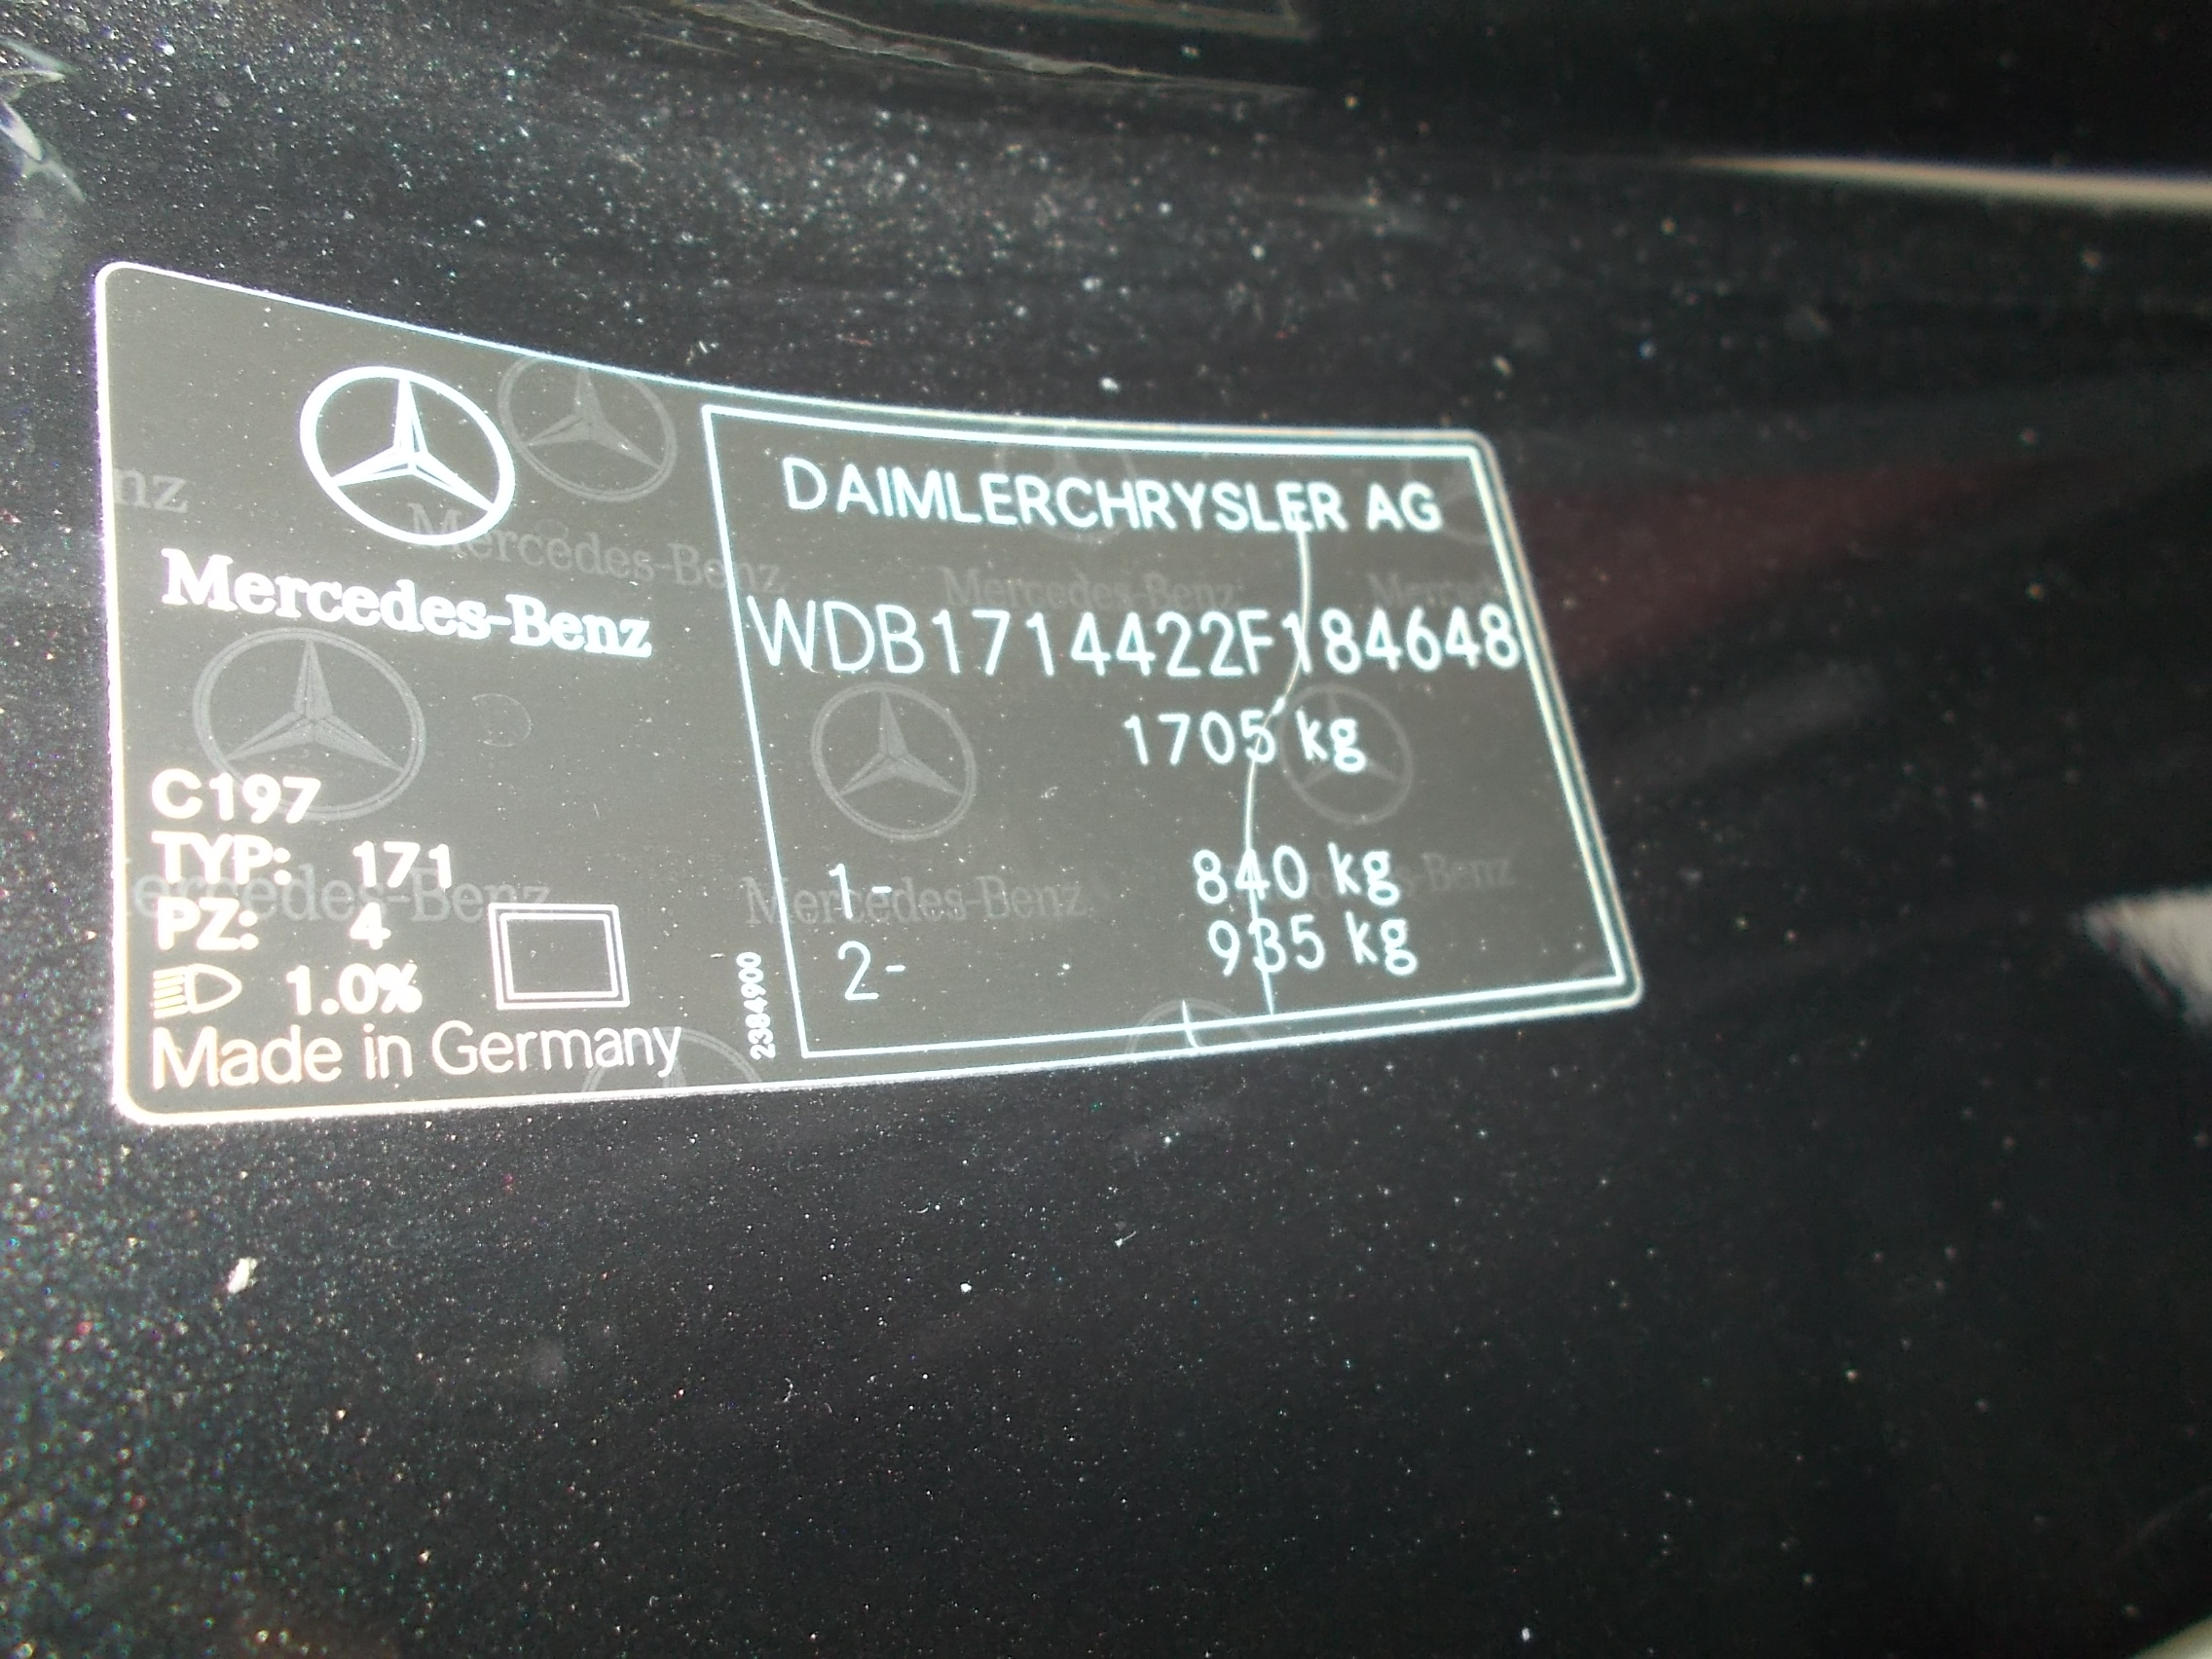 Mercedes-Benz
C197
TYP: 171
PZ: 4
1.0%
Made in Germany
2384900
DAIMLERCHRYSLER AG
WDB1714422F184648
1705 kg
1- 840 kg
2- 935 kg